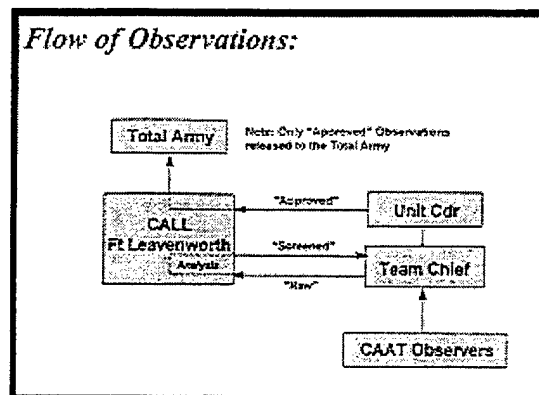 Flow of Observations:
Total Army
Note: Only "Approved" Observations
released to the Total Army
"Approved"
Unit Cdr
CALL
Ft Leavenworth
"Screened"
Analysis
Team Chief
"Raw"
CAAT Observers